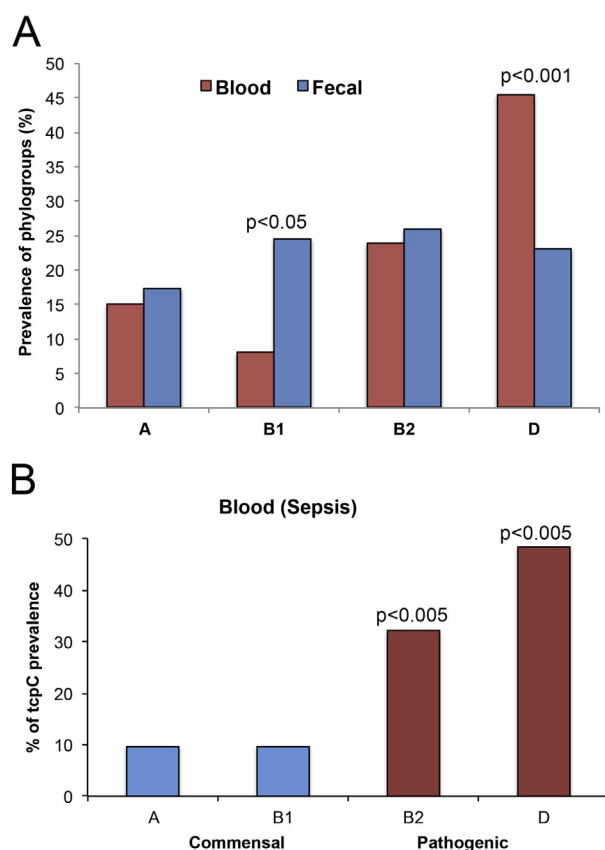 A
Prevalence of phylogroups (%)
50
45
40
35
30
25
20
15
10
5
0
Blood Fecal
p<0.05
p<0.001
A B1 B2 D
B
Blood (Sepsis)
% of tcpC prevalence
50
40
30
20
10
0
p<0.005
p<0.005
A B1 B2 D
Commensal Pathogenic